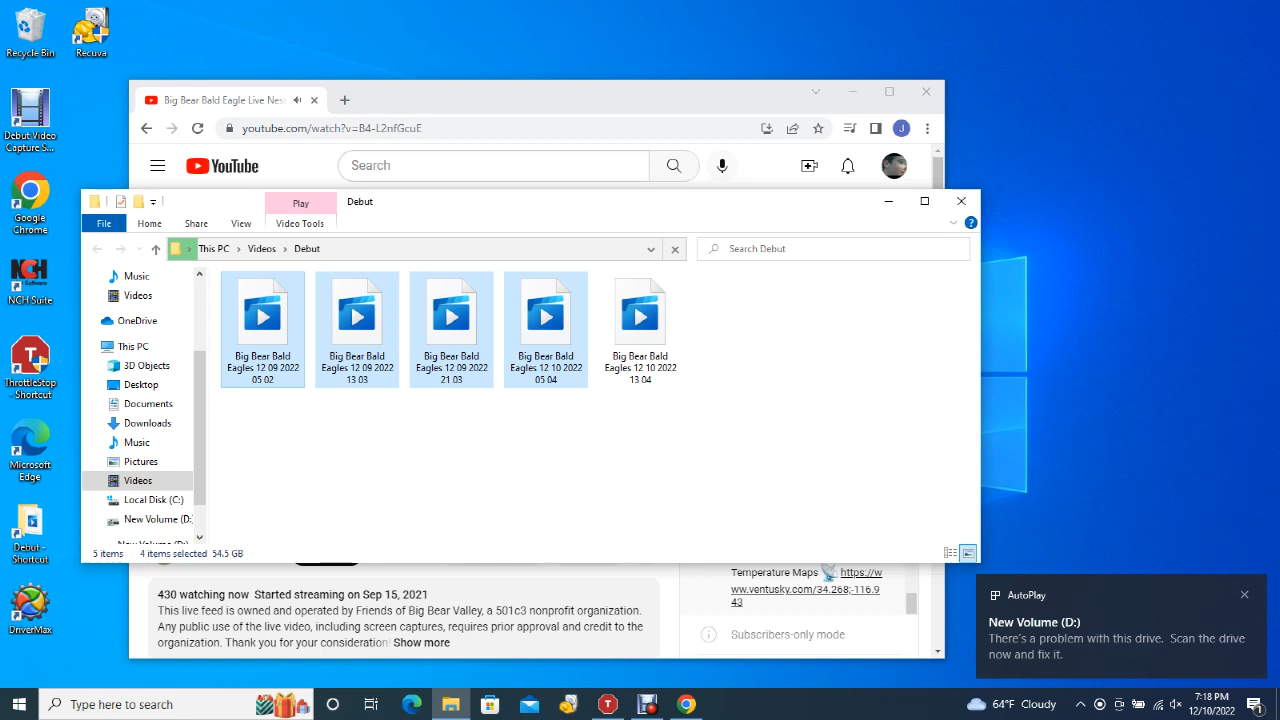 Recycle Bin
Recuva
Debut Video
Capture S...
Google
Chrome
NCH
Software
NCH Suite
T
ThrottleStop
- Shortcut
Microsoft
Edge
Debut -
Shortcut
DriverMax
Big Bear Bald Eagle Live Nes
youtube.com/watch?v=B4-L2nfGcuE
J
YouTube
Search
Play
Debut
File
Home
Share
View
Video Tools
This PC
Videos
Debut
Search Debut
Music
Videos
OneDrive
This PC
3D Objects
Desktop
Documents
Downloads
Music
Pictures
Videos
Local Disk (C:)
New Volume (D:)
New Volume (D:)
Big Bear Bald
Eagles 12 09 2022
05 02
Big Bear Bald
Eagles 12 09 2022
13 03
Big Bear Bald
Eagles 12 09 2022
21 03
Big Bear Bald
Eagles 12 10 2022
05 04
Big Bear Bald
Eagles 12 10 2022
13 04
5 items
4 items selected 54.5 GB
430 watching now Started streaming on Sep 15, 2021
This live feed is owned and operated by Friends of Big Bear Valley, a 501c3 nonprofit organization.
Any public use of the live video, including screen captures, requires prior approval and credit to the
organization. Thank you for your consideration! Show more
Temperature Maps 📡 https://w
ww.ventusky.com/34.268;-116.9
43
Subscribers-only mode
AutoPlay
New Volume (D:)
There's a problem with this drive. Scan the drive
now and fix it.
Type here to search
T
64°F Cloudy
7:18 PM
12/10/2022
1